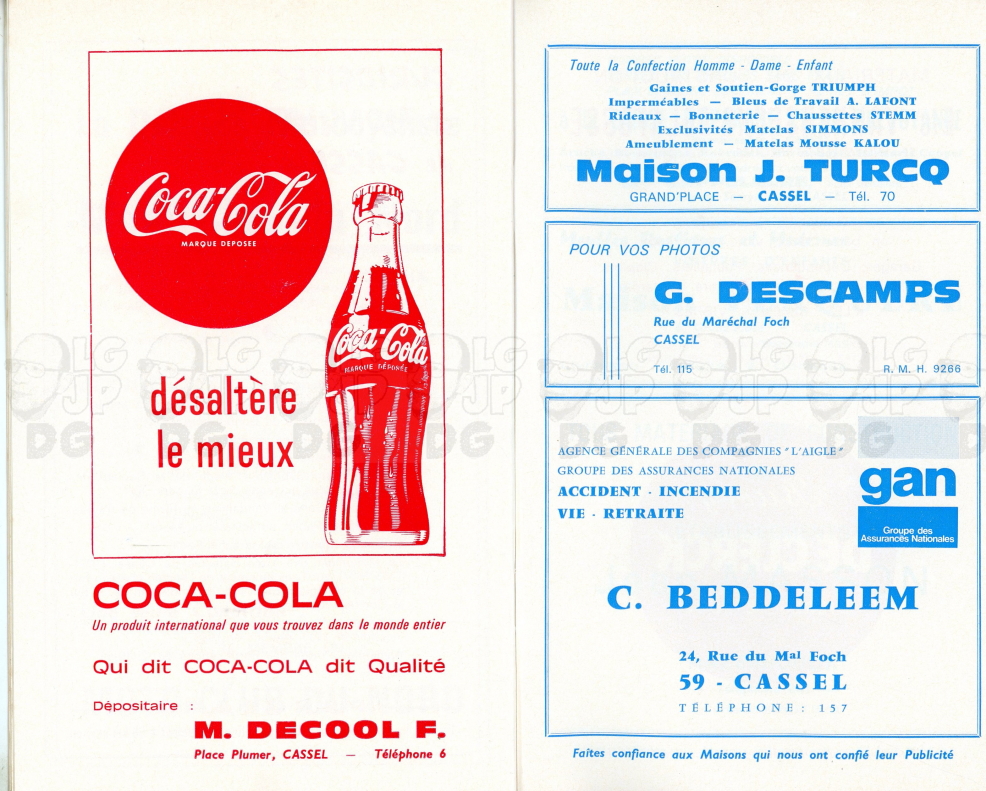 Coca-Cola
MARQUE DEPOSEE
Coca-Cola
MARQUE DÉPOSÉE
désaltère
le mieux
COCA-COLA
Un produit international que vous trouvez dans le monde entier
Qui dit COCA-COLA dit Qualité
Dépositaire :
M. DECOOL F.
Place Plumer, CASSEL — Téléphone 6
Toute la Confection Homme - Dame - Enfant
Gaines et Soutien-Gorge TRIUMPH
Imperméables — Bleus de Travail A. LAFONT
Rideaux — Bonneterie — Chaussettes STEMM
Exclusivités Matelas SIMMONS
Ameublement — Matelas Mousse KALOU
Maison J. TURCQ
GRAND'PLACE — CASSEL — Tél. 70
POUR VOS PHOTOS
G. DESCAMPS
Rue du Maréchal Foch
CASSEL
Tél. 115 R. M. H. 9266
AGENCE GÉNÉRALE DES COMPAGNIES "L'AIGLE"
GROUPE DES ASSURANCES NATIONALES
ACCIDENT - INCENDIE
VIE - RETRAITE
gan
Groupe des
Assurances Nationales
C. BEDDELEEM
24, Rue du Mal Foch
59 - CASSEL
TÉLÉPHONE : 157
Faites confiance aux Maisons qui nous ont confié leur Publicité
LG
JP
DG